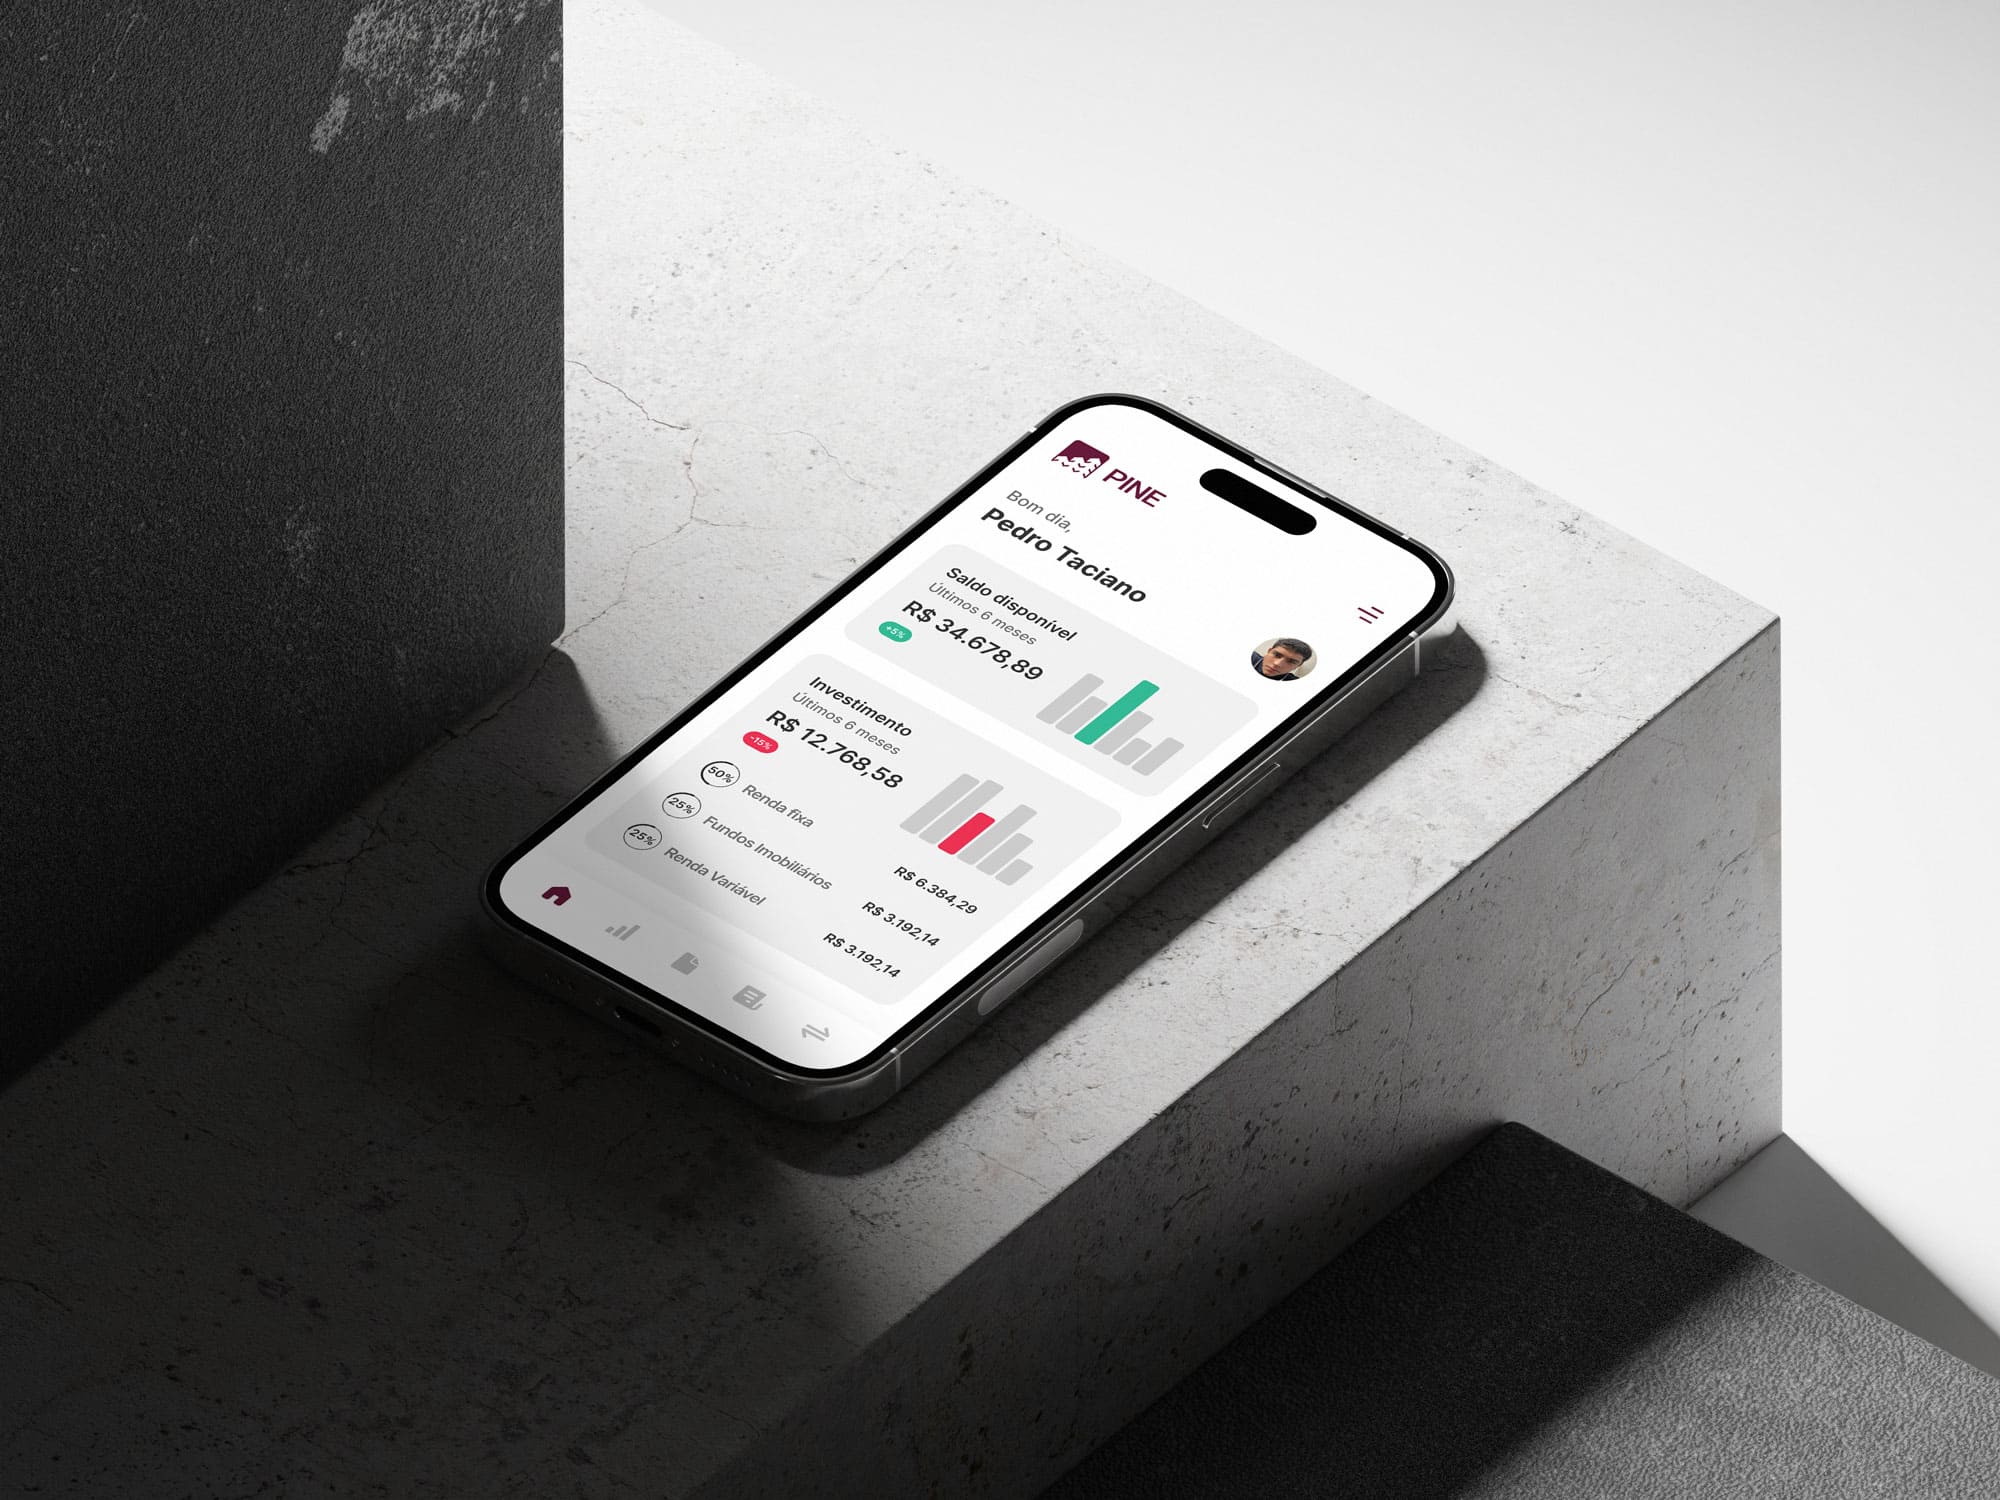 PINE
Bom dia,
Pedro Taciano
Saldo disponível
Últimos 6 meses
R$ 34.678,89
+5%
Investimento
Últimos 6 meses
R$ 12.768,58
-15%
50% Renda fixa R$ 6.384,29
25% Fundos Imobiliários R$ 3.192,14
25% Renda Variável R$ 3.192,14